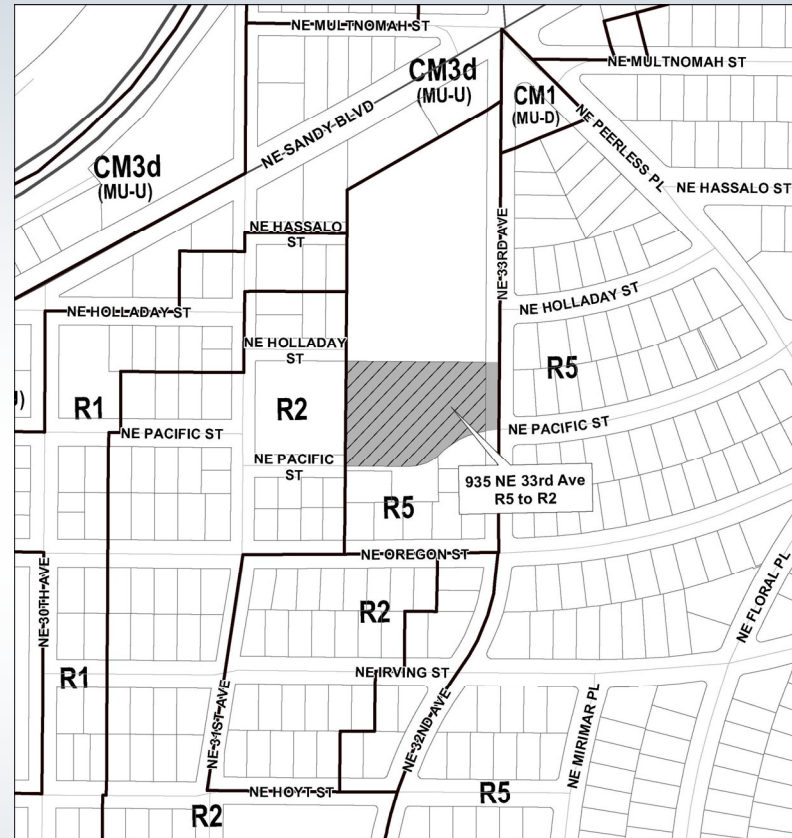 NE MULTNOMAH ST
CM3d
(MU-U)
NE MULTNOMAH ST
CM1
(MU-D)
NE SANDY BLVD
NE PEERLESS PL
CM3d
(MU-U)
NE HASSALO ST
NE HASSALO
ST
NE 33RD AVE
NE HOLLADAY ST
NE HOLLADAY ST
NE HOLLADAY
ST
R5
)
R1
R2
NE PACIFIC ST
NE PACIFIC ST
NE PACIFIC
ST
935 NE 33rd Ave
R5 to R2
R5
NE OREGON ST
NE 30TH AVE
R2
NE FLORAL PL
R1
NE IRVING ST
NE 31ST AVE
NE 32ND AVE
NE MIRIMAR PL
NE HOYT ST
R5
R2